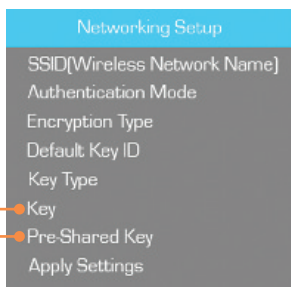 Networking Setup
SSID(Wireless Network Name)
Authentication Mode
Encryption Type
Default Key ID
Key Type
Key
Pre-Shared Key
Apply Settings